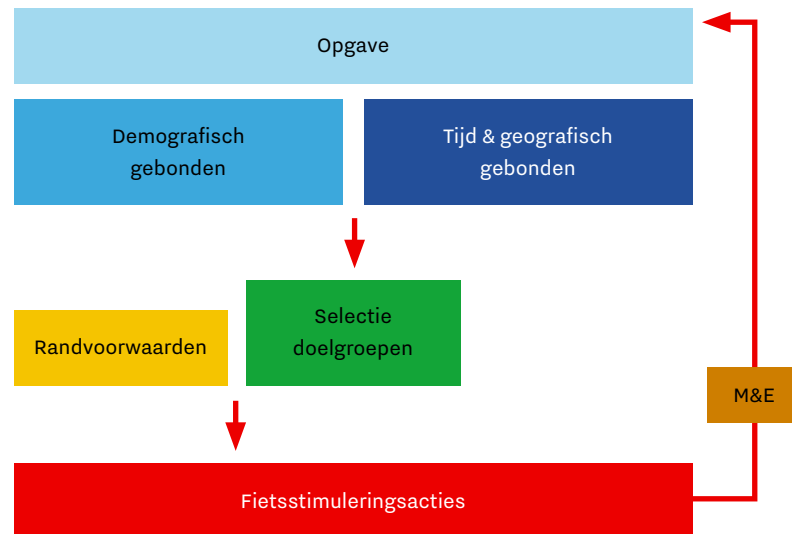 Opgave
Demografisch
gebonden
Tijd & geografisch
gebonden
Selectie
doelgroepen
Randvoorwaarden
M&E
Fietsstimuleringsacties